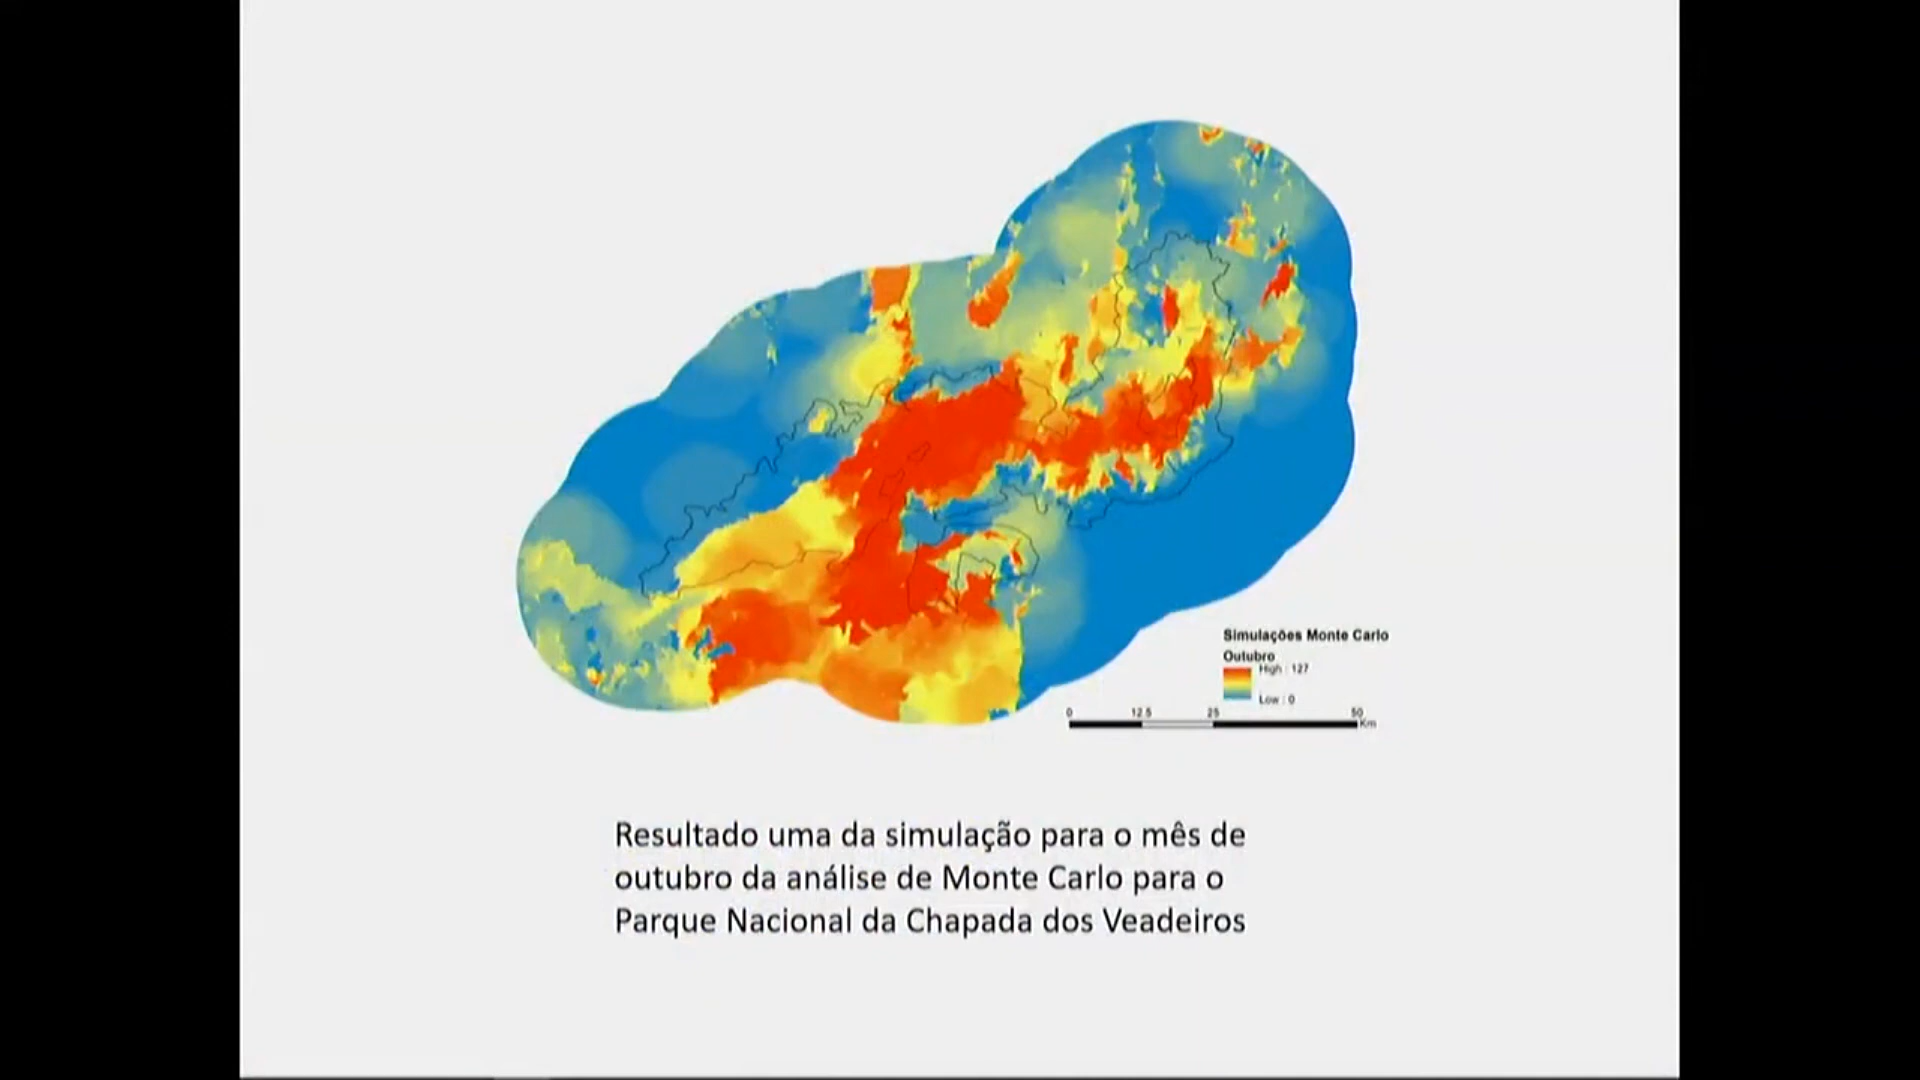 Simulações Monte Carlo
Outubro
High : 127
Low : 0
0 12.5 25 50
Km
Resultado uma da simulação para o mês de
outubro da análise de Monte Carlo para o
Parque Nacional da Chapada dos Veadeiros